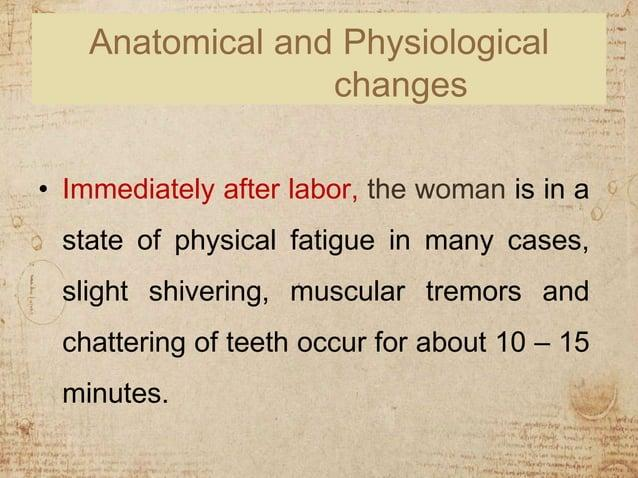 Anatomical and Physiological
changes
• Immediately after labor, the woman is in a
state of physical fatigue in many cases,
slight shivering, muscular tremors and
chattering of teeth occur for about 10 – 15
minutes.